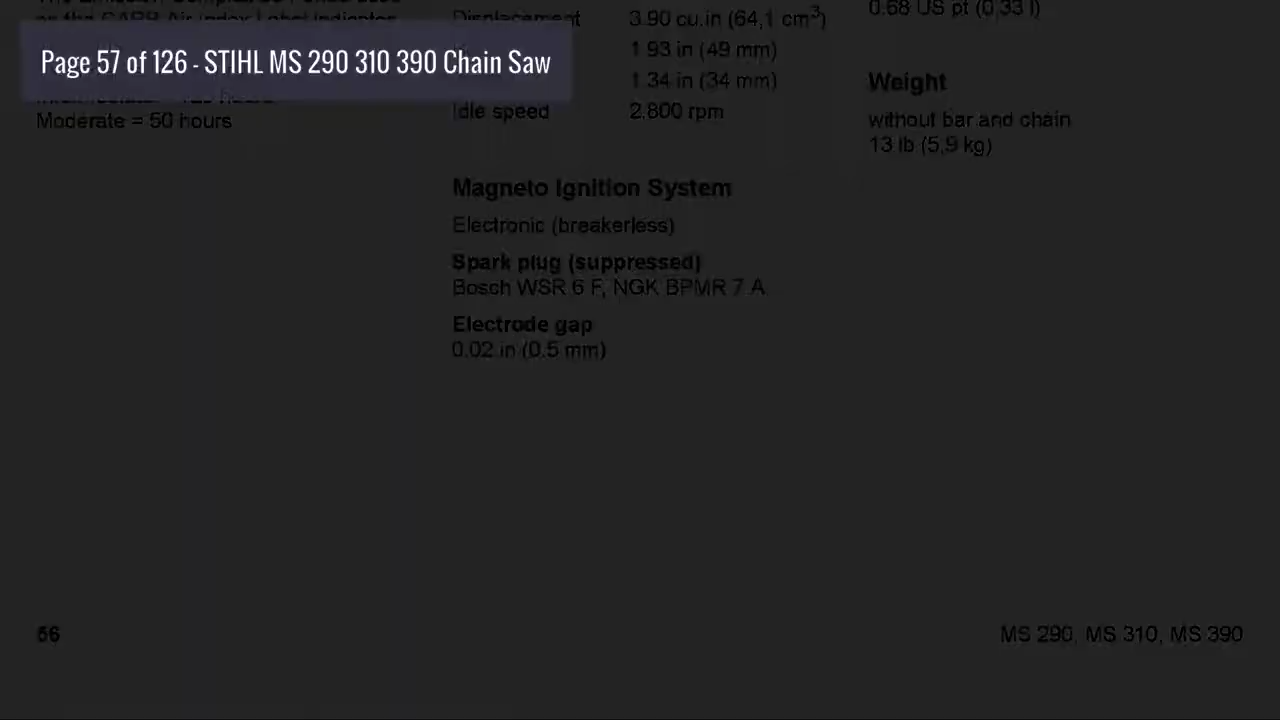 Page 57 of 126 - STIHL MS 290 310 390 Chain Saw
Moderate = 50 hours
Displacement 3.90 cu.in (64,1 cm³)
1.93 in (49 mm)
1.34 in (34 mm)
Idle speed 2.800 rpm
Magneto Ignition System
Electronic (breakerless)
Spark plug (suppressed)
Bosch WSR 6 F, NGK BPMR 7 A
Electrode gap
0.02 in (0.5 mm)
0.68 US pt (0,33 l)
Weight
without bar and chain
13 lb (5,9 kg)
56
MS 290, MS 310, MS 390